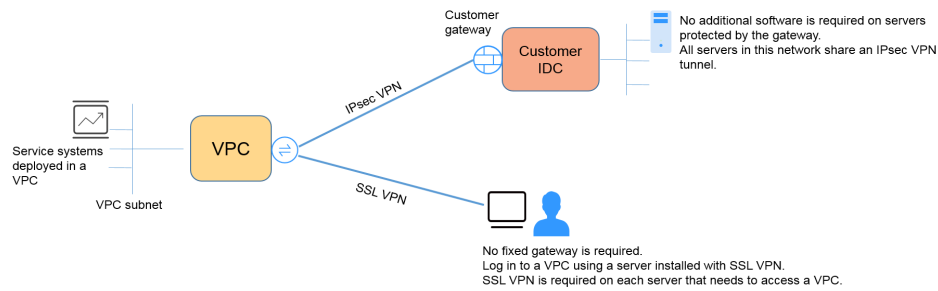 Customer
gateway
No additional software is required on servers
protected by the gateway.
All servers in this network share an IPsec VPN
tunnel.
Customer
IDC
IPsec VPN
Service systems
deployed in a
VPC
VPC
SSL VPN
VPC subnet
No fixed gateway is required.
Log in to a VPC using a server installed with SSL VPN.
SSL VPN is required on each server that needs to access a VPC.